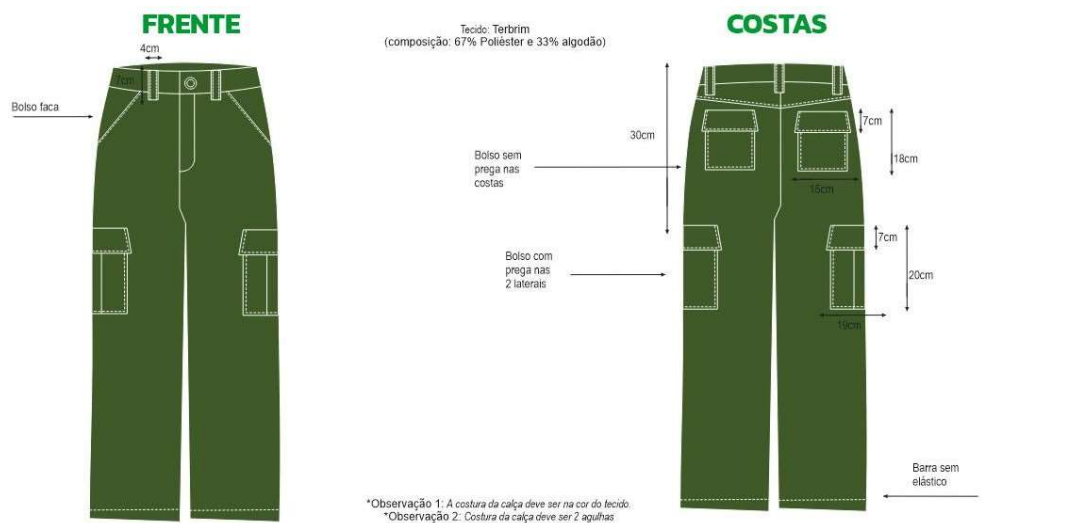 FRENTE
COSTAS
Tecido: Terbrim
(composição: 67% Poliéster e 33% algodão)
4cm
7cm
Bolso faca
30cm
7cm
18cm
15cm
Bolso sem
prega nas
costas
7cm
20cm
19cm
Bolso com
prega nas
2 laterais
Barra sem
elástico
*Observação 1: A costura da calça deve ser na cor do tecido.
*Observação 2: Costura da calça deve ser 2 agulhas